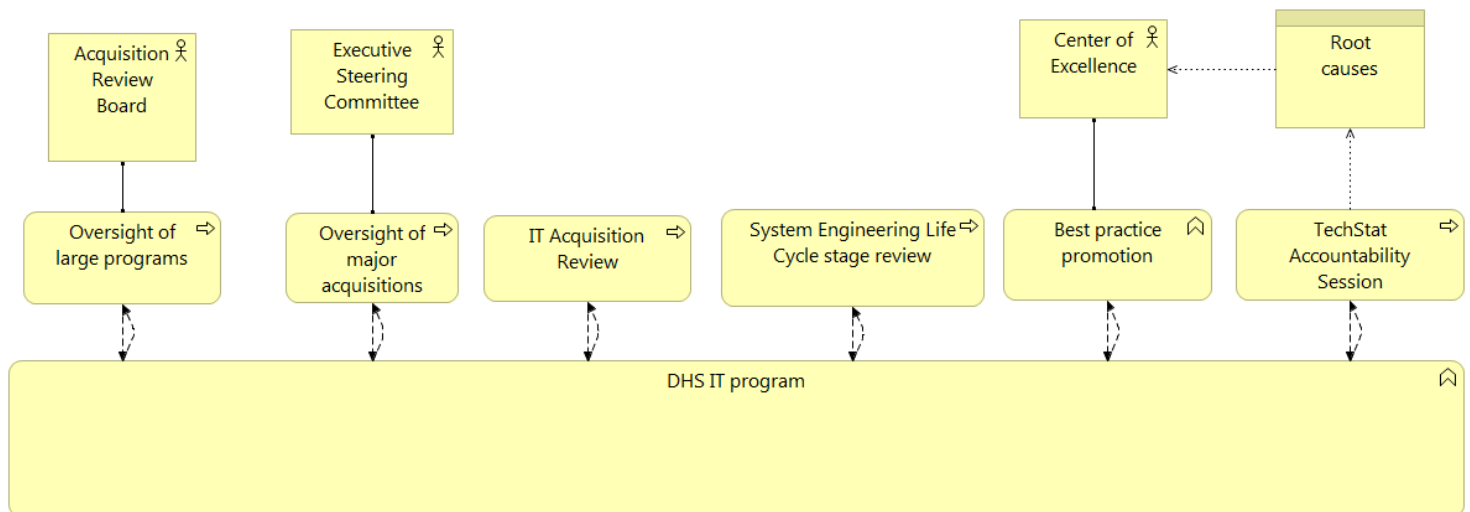 Acquisition
Review
Board
Executive
Steering
Committee
Center of
Excellence
Root
causes
Oversight of
large programs
Oversight of
major
acquisitions
IT Acquisition
Review
System Engineering Life
Cycle stage review
Best practice
promotion
TechStat
Accountability
Session
DHS IT program